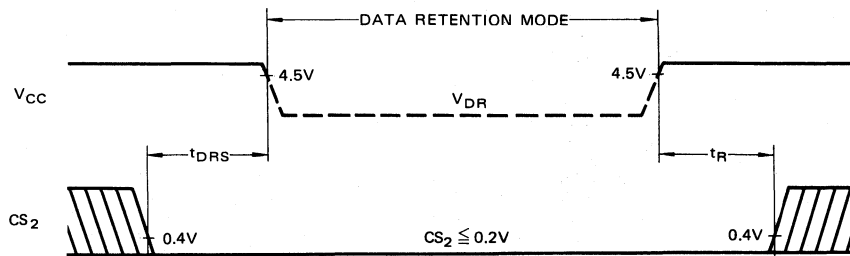 DATA RETENTION MODE
4.5V
4.5V
VCC
VDR
tDRS
tR
CS2
0.4V
CS2 ≦ 0.2V
0.4V